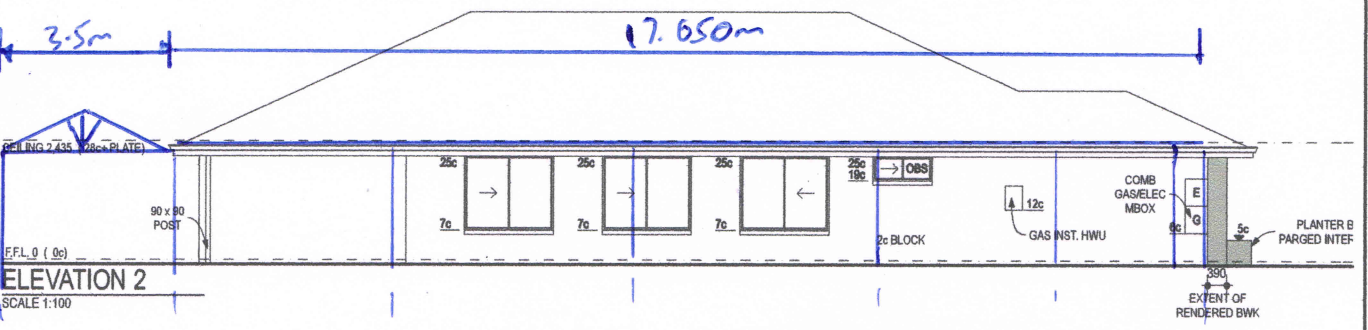 3.5m
17.650m
CEILING 2,435 (28c+PLATE)
25c
25c
25c
25c
19c
OBS
COMB
GAS/ELEC
MBOX
E
G
12c
90 x 90
POST
7c
7c
7c
6c
5c
PLANTER B
PARGED INTER
GAS INST. HWU
2c BLOCK
F.F.L. 0 ( 0c)
ELEVATION 2
SCALE 1:100
390
EXTENT OF
RENDERED BWK